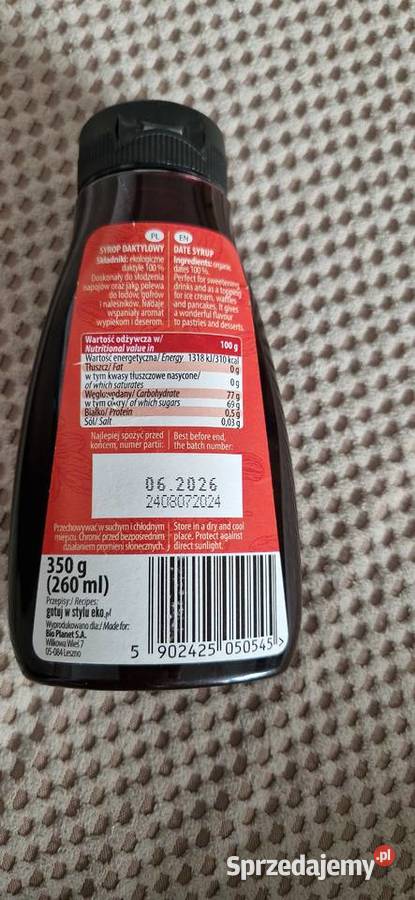 PL
SYROP DAKTYLOWY
Składniki: ekologiczne
daktyle 100%
Doskonały do słodzenia
napojów oraz jako polewa
do lodów, gofrów
i naleśników. Nadaje
wspaniały aromat
wypiekom i deserom.
EN
DATE SYRUP
Ingredients: organic
dates 100%
Perfect for sweetening
drinks and as a topping
for ice cream, waffles
and pancakes. It gives
a wonderful flavour
to pastries and desserts.
Wartość odżywcza w/
Nutritional value in 100 g
Wartość energetyczna/ Energy 1318 kJ/310 kcal
Tłuszcz/ Fat 0 g
w tym kwasy tłuszczowe nasycone/
of which saturates 0 g
Węglowodany/ Carbohydrate 77 g
w tym cukry/ of which sugars 69 g
Białko/ Protein 0,5 g
Sól/ Salt 0,03 g
Najlepiej spożyć przed
końcem, numer partii:
Best before end,
the batch number:
06.2026
2408072024
Przechowywać w suchym i chłodnym
miejscu. Chronić przed bezpośrednim
działaniem promieni słonecznych.
Store in a dry and cool
place. Protect against
direct sunlight.
350 g
(260 ml)
Przepisy/ Recipes:
gotuj w stylu eko.pl
Wyprodukowano dla:/ Made for:
Bio Planet S.A.
Wilkowa Wieś 7
05-084 Leszno
5 902425 050545 >
Sprzedajemy.pl